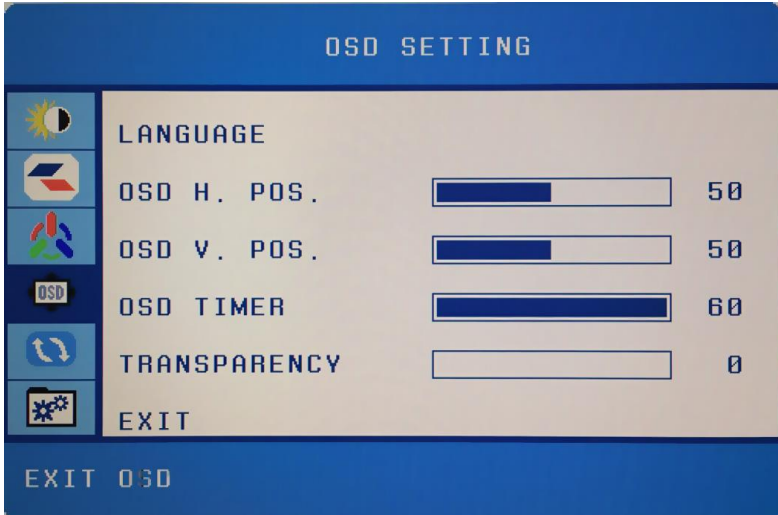 OSD SETTING
LANGUAGE
OSD H. POS. 50
OSD V. POS. 50
OSD
OSD TIMER 60
TRANSPARENCY 0
EXIT
EXIT OSD